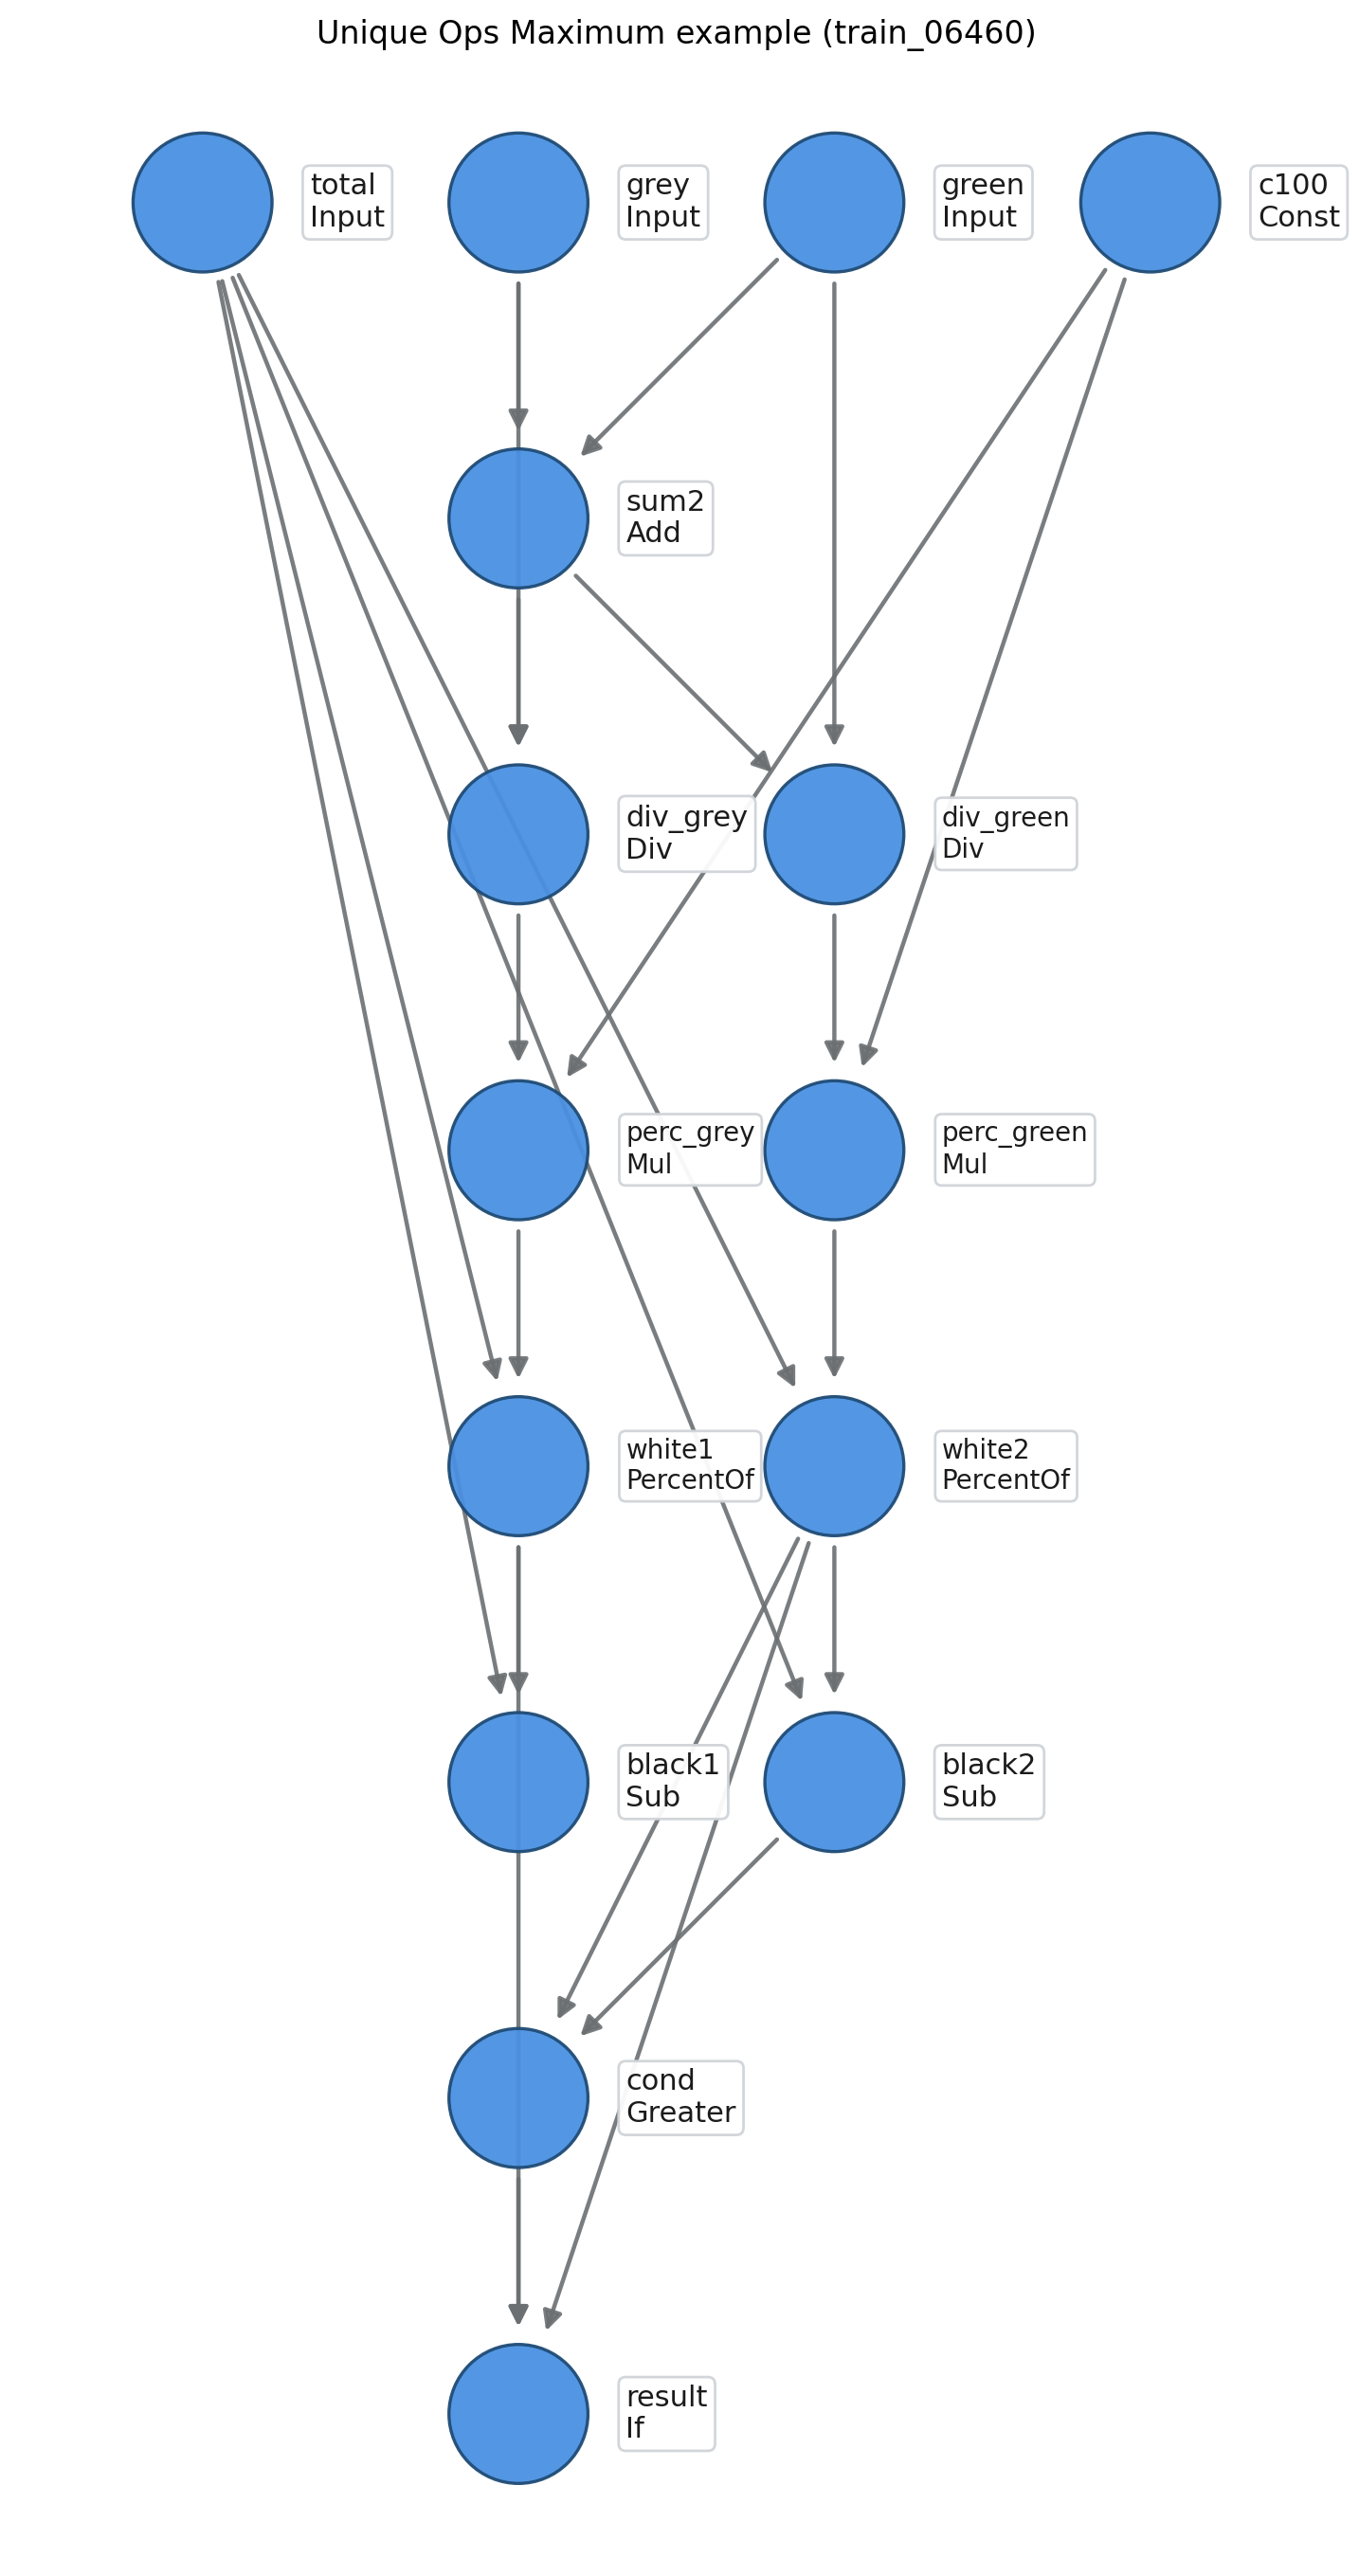 Unique Ops Maximum example (train_06460)
total
Input
grey
Input
green
Input
c100
Const
sum2
Add
div_grey
Div
div_green
Div
perc_grey
Mul
perc_green
Mul
white1
PercentOf
white2
PercentOf
black1
Sub
black2
Sub
cond
Greater
result
If